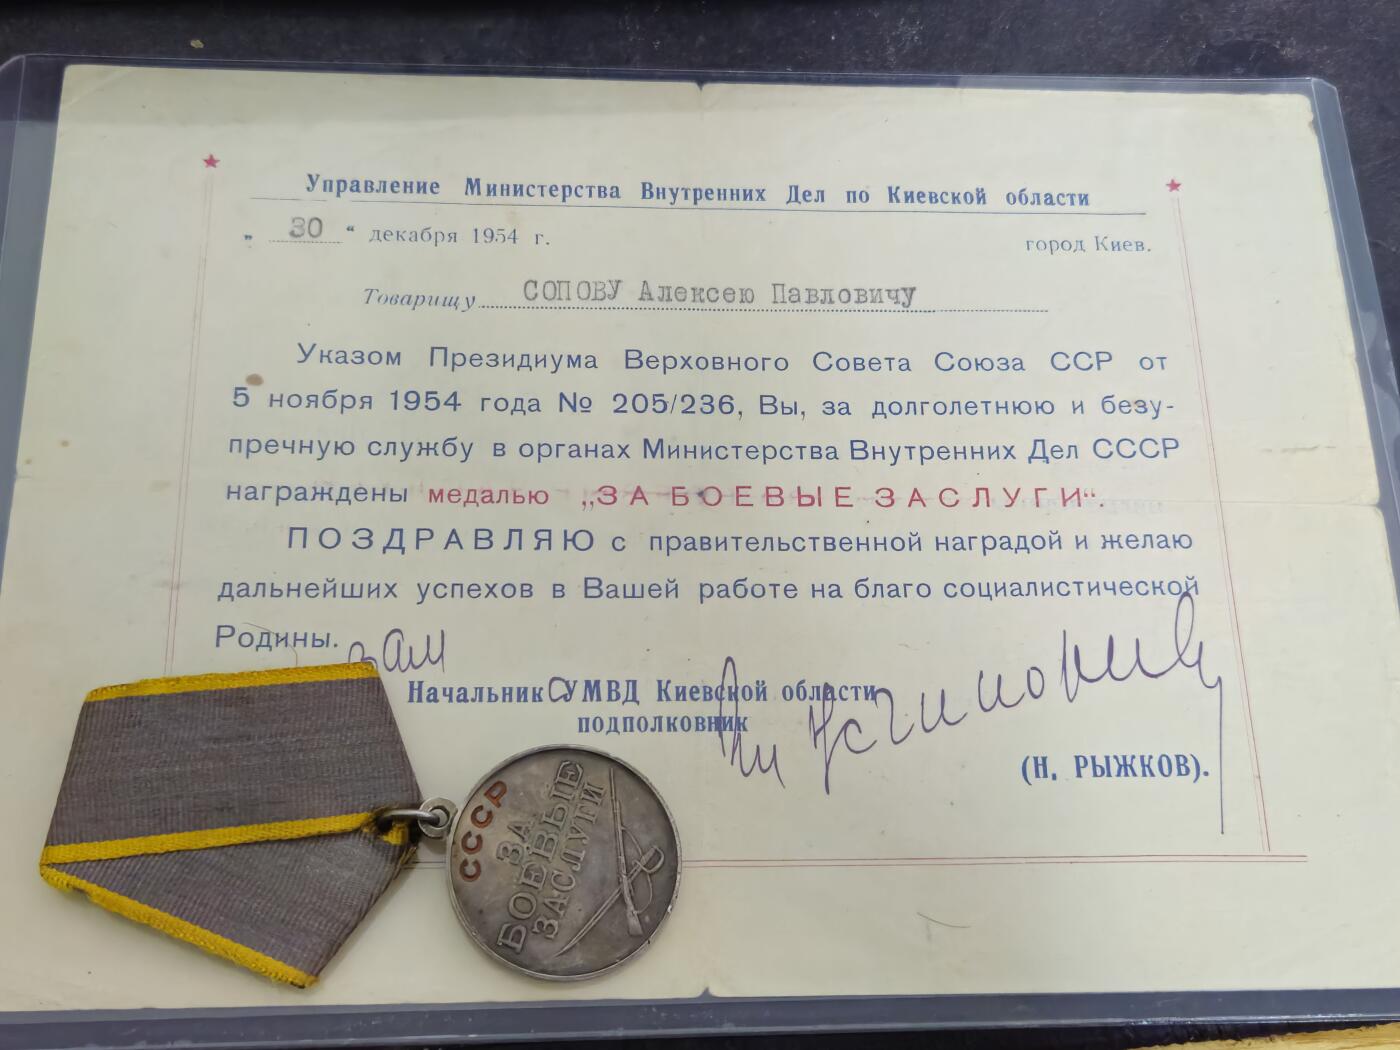 Управление Министерства Внутренних Дел по Киевской области
„ 30 “ декабря 1954 г. город Киев.
Товарищу СОПОВУ Алексею Павловичу
Указом Президиума Верховного Совета Союза ССР от
5 ноября 1954 года № 205/236, Вы, за долголетнюю и безу-
пречную службу в органах Министерства Внутренних Дел СССР
награждены медалью „ЗА БОЕВЫЕ ЗАСЛУГИ“.
ПОЗДРАВЛЯЮ с правительственной наградой и желаю
дальнейших успехов в Вашей работе на благо социалистической
Родины.
зам
Начальника УМВД Киевской области
подполковник
(Н. РЫЖКОВ).
СССР
ЗА
БОЕВЫЕ
ЗАСЛУГИ